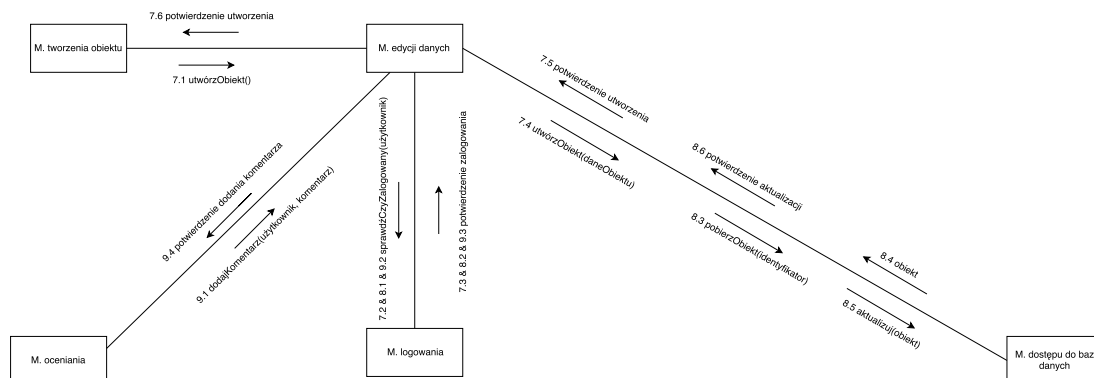 7.6 potwierdzenie utworzenia
M. tworzenia obiektu
M. edycji danych
7.1 utwórzObiekt()
7.5 potwierdzenie utworzenia
7.4 utwórzObiekt(daneObiektu)
8.6 potwierdzenie aktualizacji
8.3 pobierzObiekt(identyfikator)
8.4 obiekt
8.5 aktualizuj(obiekt)
9.4 potwierdzenie dodania komentarza
9.1 dodajKomentarz(użytkownik, komentarz)
7.2 & 8.1 & 9.2 sprawdźCzyZalogowany(użytkownik)
7.3 & 8.2 & 9.3 potwierdzenie zalogowania
M. oceniania
M. logowania
M. dostępu do baz
danych